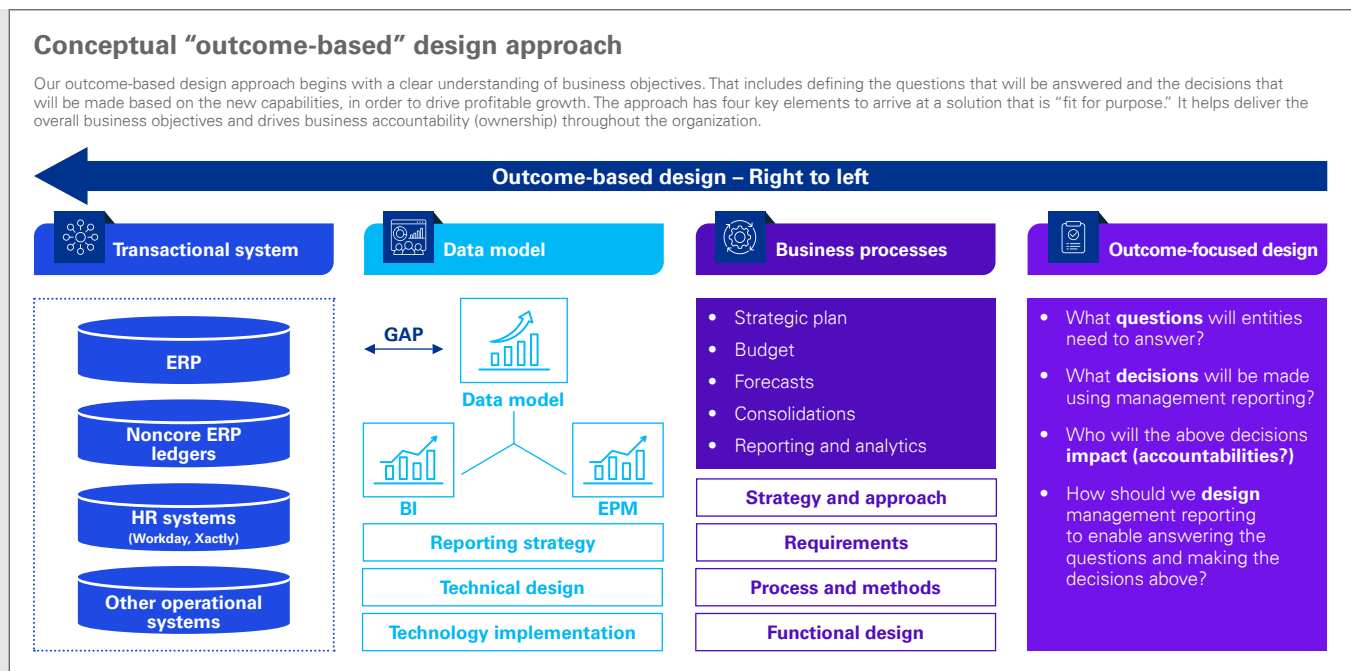 Conceptual “outcome-based” design approach
Our outcome-based design approach begins with a clear understanding of business objectives. That includes defining the questions that will be answered and the decisions that
will be made based on the new capabilities, in order to drive profitable growth. The approach has four key elements to arrive at a solution that is “fit for purpose.” It helps deliver the
overall business objectives and drives business accountability (ownership) throughout the organization.
Outcome-based design – Right to left
Transactional system
ERP
Noncore ERP
ledgers
HR systems
(Workday, Xactly)
Other operational
systems
Data model
GAP
Data model
BI
EPM
Reporting strategy
Technical design
Technology implementation
Business processes
• Strategic plan
• Budget
• Forecasts
• Consolidations
• Reporting and analytics
Strategy and approach
Requirements
Process and methods
Functional design
Outcome-focused design
• What questions will entities
need to answer?
• What decisions will be made
using management reporting?
• Who will the above decisions
impact (accountabilities?)
• How should we design
management reporting
to enable answering the
questions and making the
decisions above?